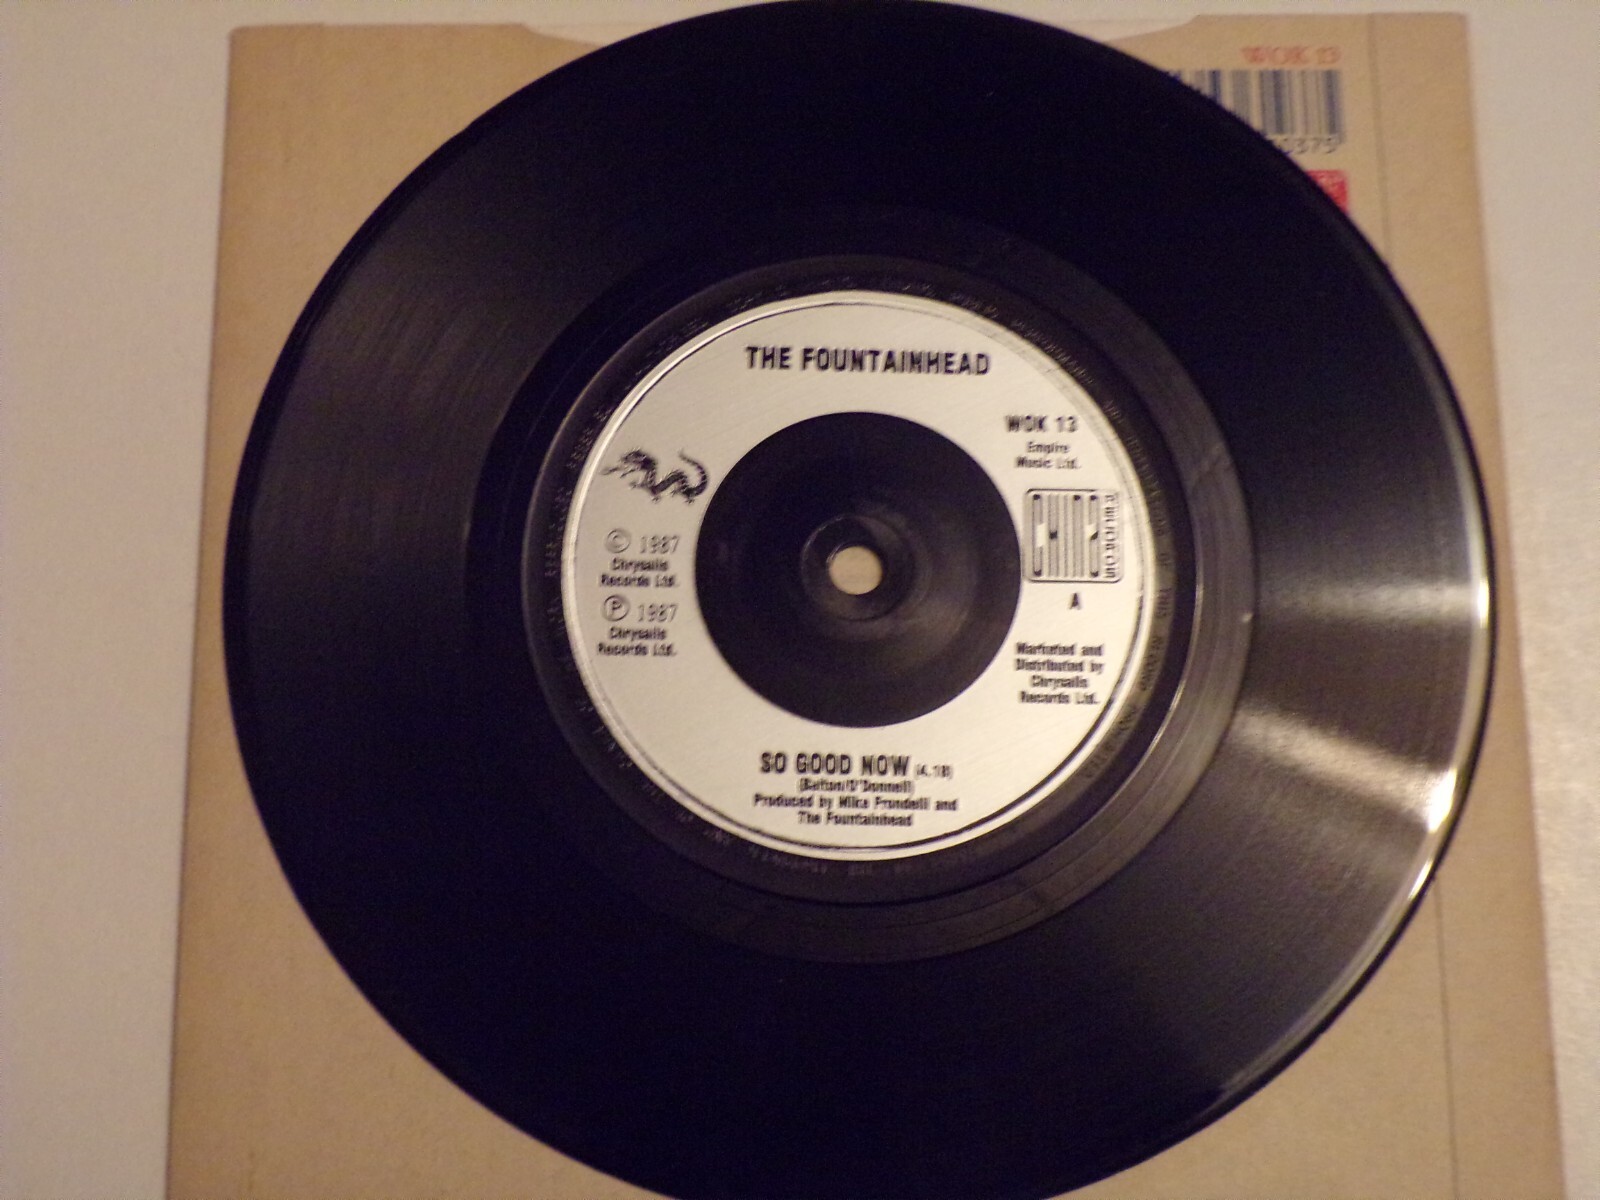 WOK 13
THE FOUNTAINHEAD
WOK 13
Empire
Music Ltd.
CHINA
RECORDS
A
© 1987
Chrysalis
Records Ltd.
Ⓟ 1987
Chrysalis
Records Ltd.
Marketed and
Distributed by
Chrysalis
Records Ltd.
SO GOOD NOW (4.18)
(Belton/O'Donnell)
Produced by Mike Frondelli and
The Fountainhead